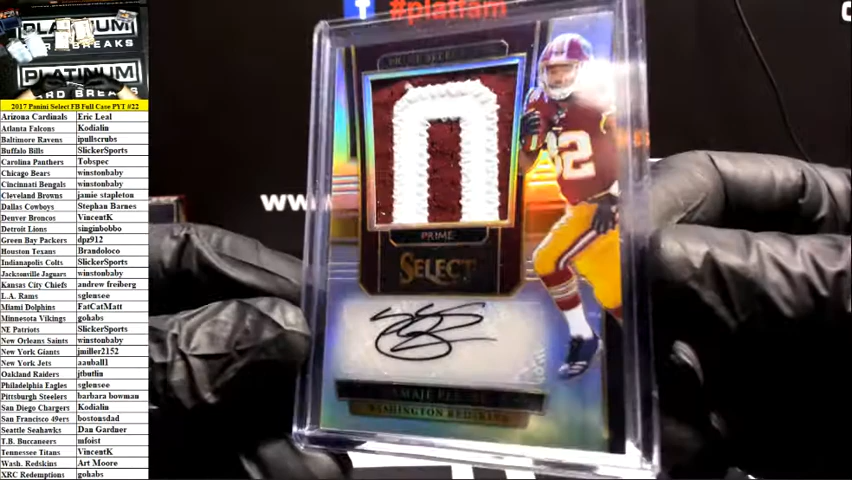 #platfam
PLATINUM
CARD BREAKS
PLATINUM
2017 Panini Select FB Full Case PYT #22
Arizona Cardinals Eric Leal
Atlanta Falcons Kodialin
Baltimore Ravens ipullscrubs
Buffalo Bills SlickerSports
Carolina Panthers Tobspec
Chicago Bears winstonbaby
Cincinnati Bengals winstonbaby
Cleveland Browns jamie stapleton
Dallas Cowboys Stephan Barnes
Denver Broncos VincentK
Detroit Lions singinbobbo
Green Bay Packers dpz912
Houston Texans Brandoloco
Indianapolis Colts SlickerSports
Jacksonville Jaguars winstonbaby
Kansas City Chiefs andrew freiberg
L.A. Rams sglensee
Miami Dolphins FatCatMatt
Minnesota Vikings gohabs
NE Patriots SlickerSports
New Orleans Saints winstonbaby
New York Giants jmiller2152
New York Jets aauball1
Oakland Raiders jtbutlin
Philadelphia Eagles sglensee
Pittsburgh Steelers barbara bowman
San Diego Chargers Kodialin
San Francisco 49ers bostonsdad
Seattle Seahawks Dan Gardner
T.B. Buccaneers mfoist
Tennessee Titans VincentK
Wash. Redskins Art Moore
XRC Redemptions gohabs
www
PRIME
SELECT
WASHINGTON REDSKINS
32